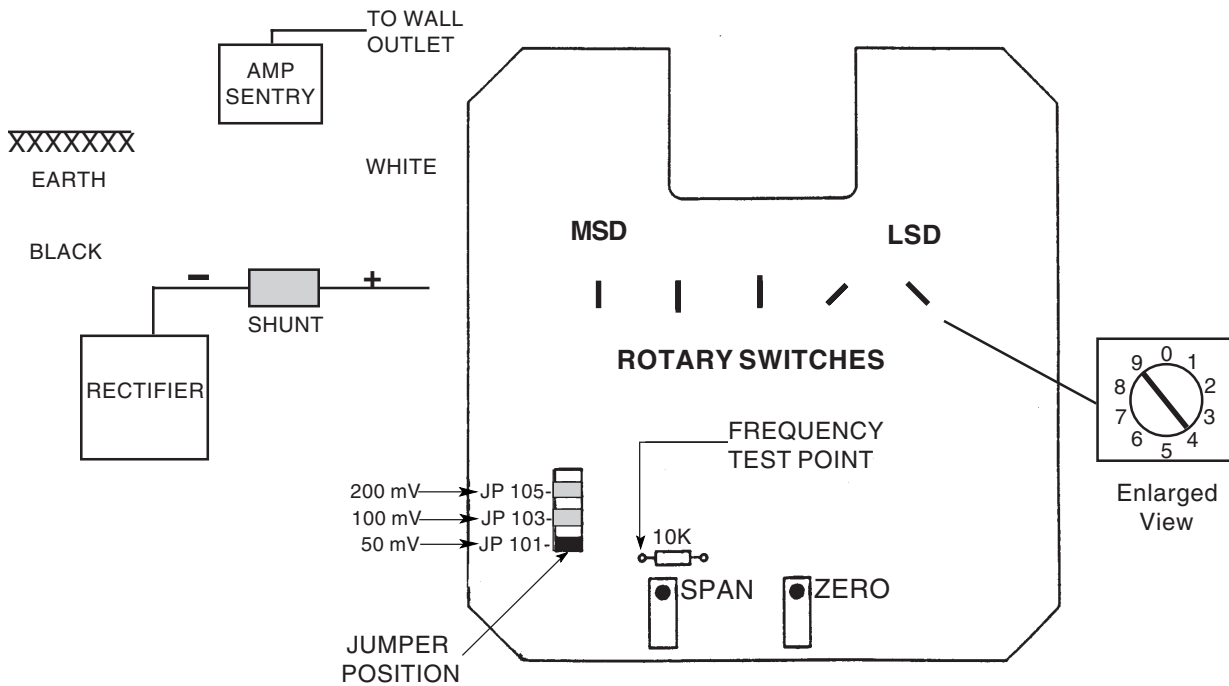 TO WALL
OUTLET
AMP
SENTRY
XXXXXXX
EARTH
WHITE
BLACK
−
+
SHUNT
RECTIFIER
MSD
LSD
ROTARY SWITCHES
9
0
1
8
2
7
3
6
5
4
Enlarged
View
FREQUENCY
TEST POINT
200 mV
JP 105-
100 mV
JP 103-
50 mV
JP 101-
10K
SPAN
ZERO
JUMPER
POSITION